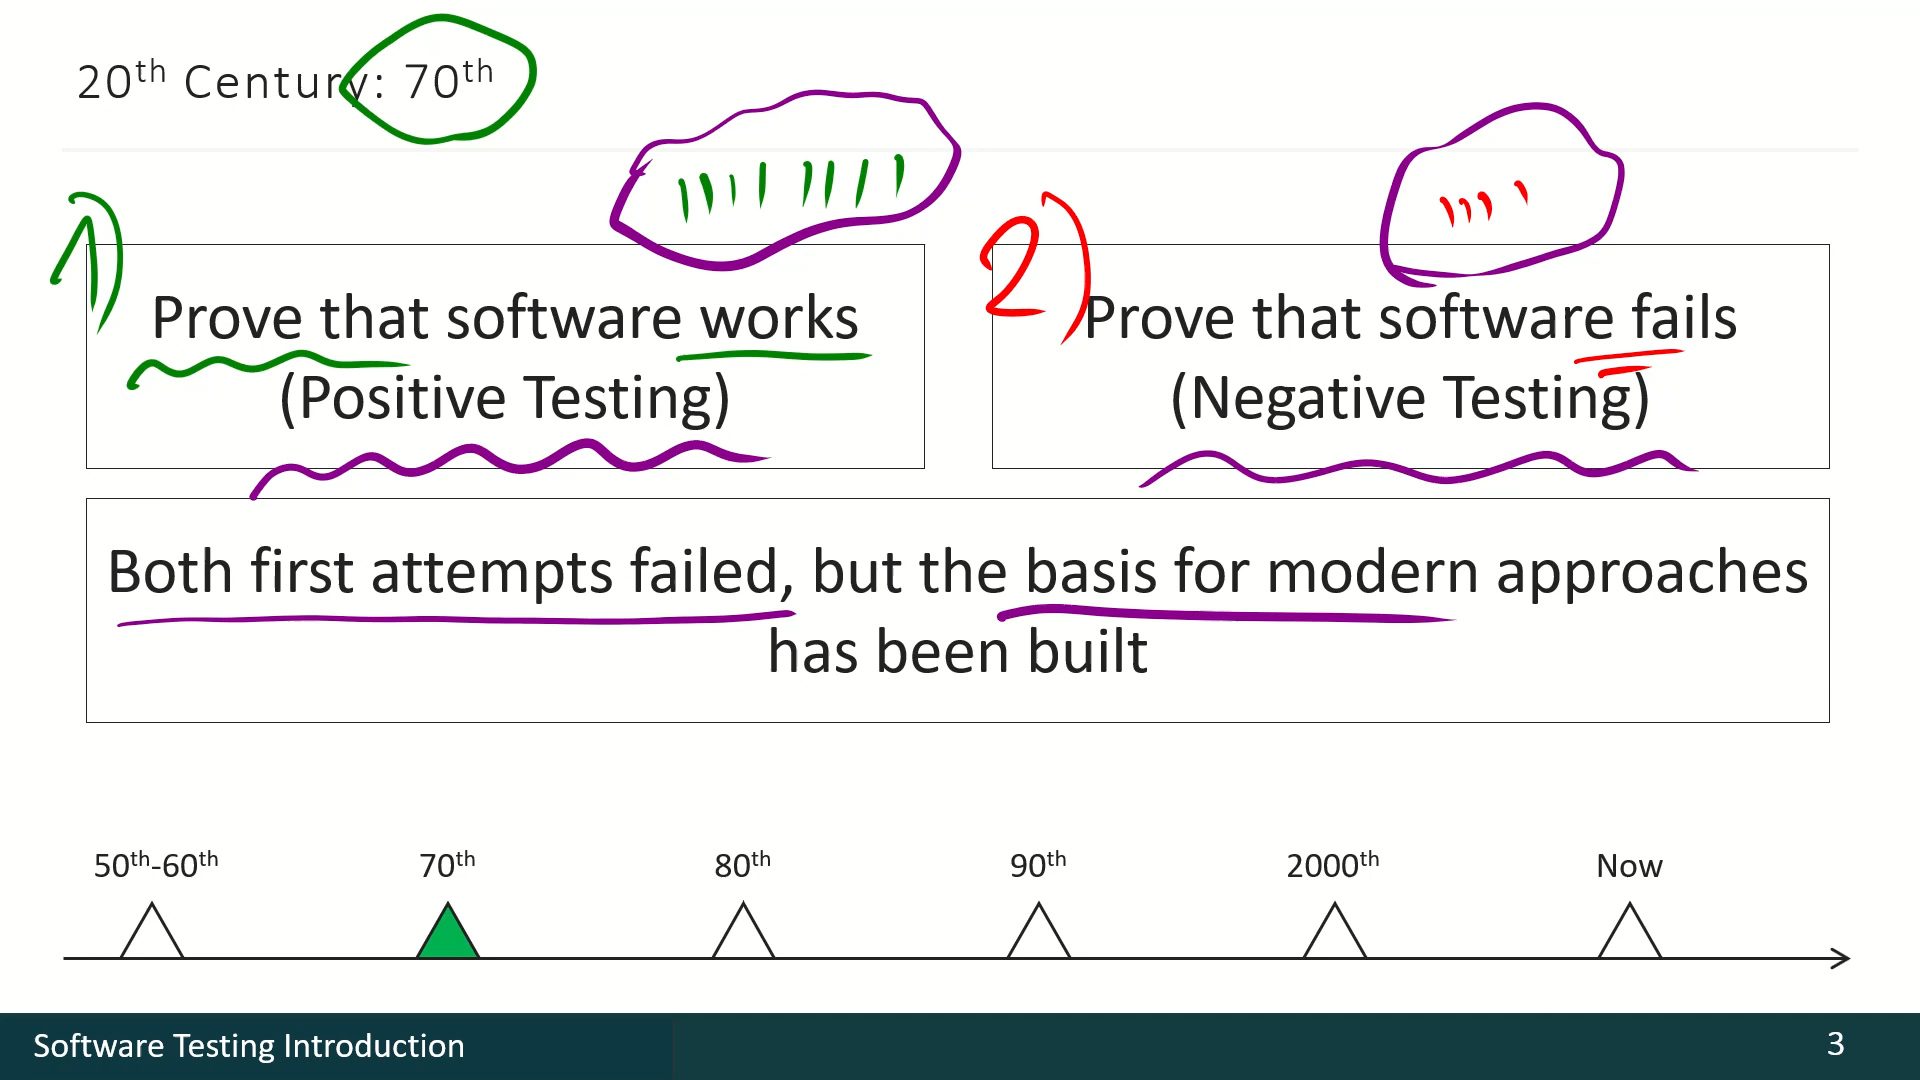 20th Century: 70th
1)
2)
Prove that software works
(Positive Testing)
Prove that software fails
(Negative Testing)
Both first attempts failed, but the basis for modern approaches
has been built
50th-60th 70th 80th 90th 2000th Now
Software Testing Introduction 3